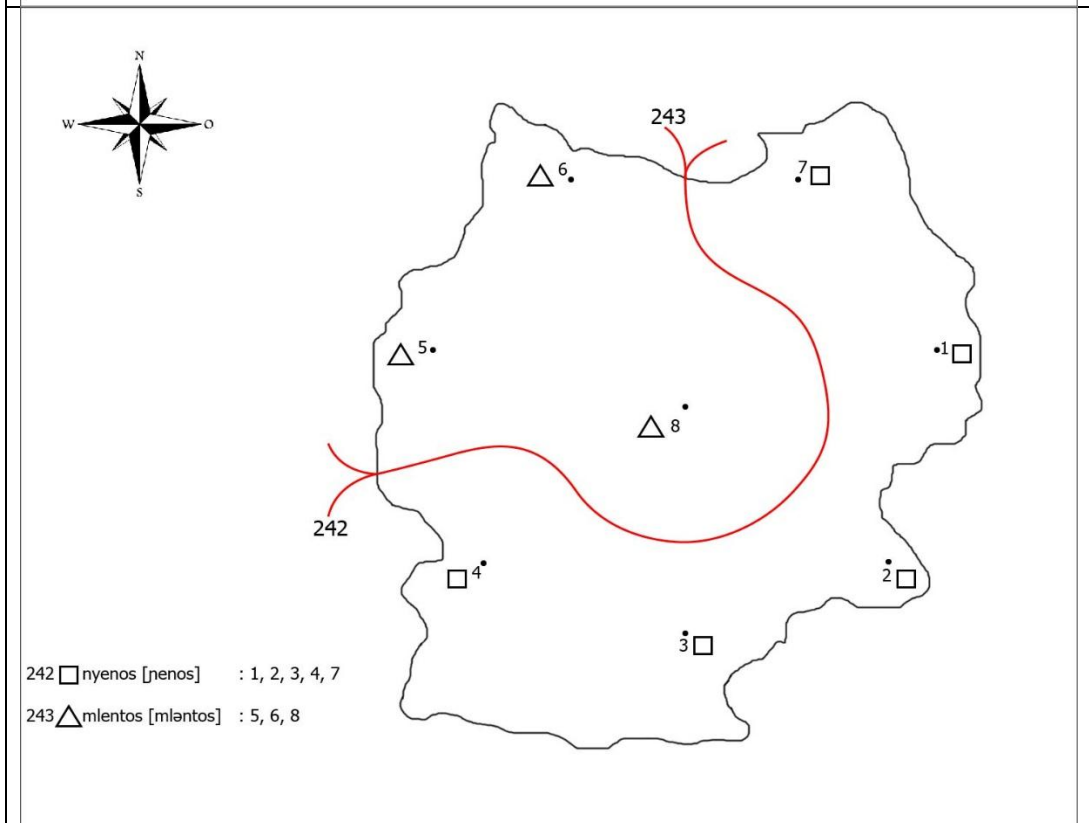 N
W O
S
243
6
7
5
1
8
242
4
2
3
242 nyenos [ɲenos] : 1, 2, 3, 4, 7
243 mlentos [mləntos] : 5, 6, 8